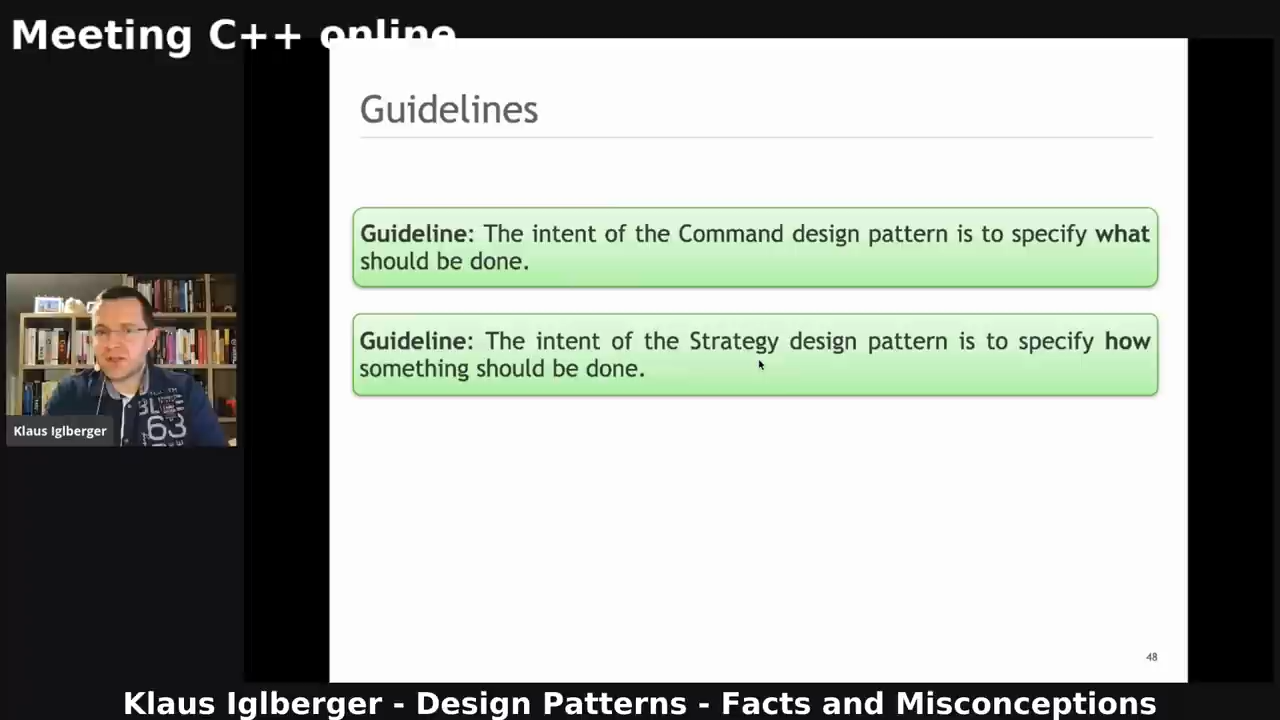 Meeting C++ online
Guidelines
Guideline: The intent of the Command design pattern is to specify what
should be done.
Guideline: The intent of the Strategy design pattern is to specify how
something should be done.
Klaus Iglberger
48
Klaus Iglberger - Design Patterns - Facts and Misconceptions